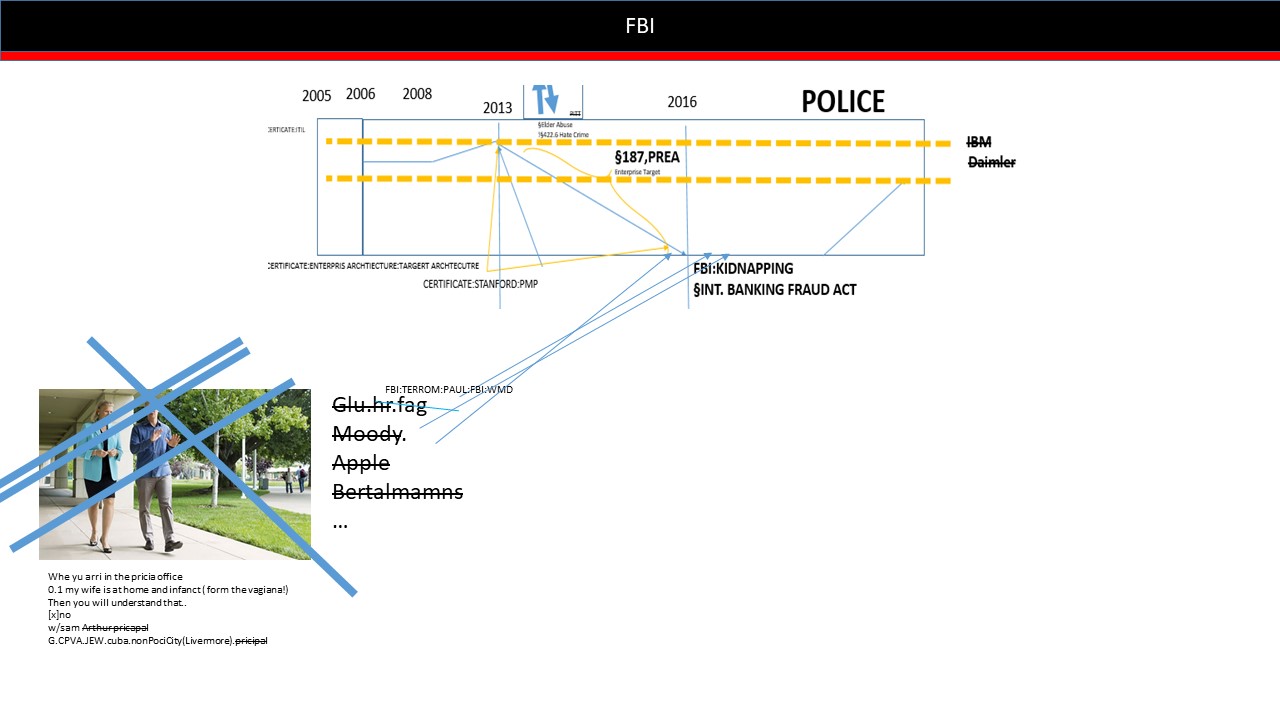 FBI
2005
2006
2008
2013
2016
POLICE
ERTICATE:ITIL
§Elder Abuse
?§422.6 Hate Crime
IBM
Daimler
§187,PREA
Enterprise Target
CERTIFICATE:ENTERPRIS ARCHTIECTURE:TARGERT ARCHTECUTRE
CERTIFICATE:STANFORD:PMP
FBI:KIDNAPPING
§INT. BANKING FRAUD ACT
FBI:TERROM:PAUL:FBI:WMD
Glu.hr.fag
Moody.
Apple
Bertalmamns
...
Whe yu arri in the pricia office
0.1 my wife is at home and infanct ( form the vagiana!)
Then you will understand that..
[x]no
w/sam Arthur pricapal
G.CPVA.JEW.cuba.nonPociCity(Livermore).pricipal